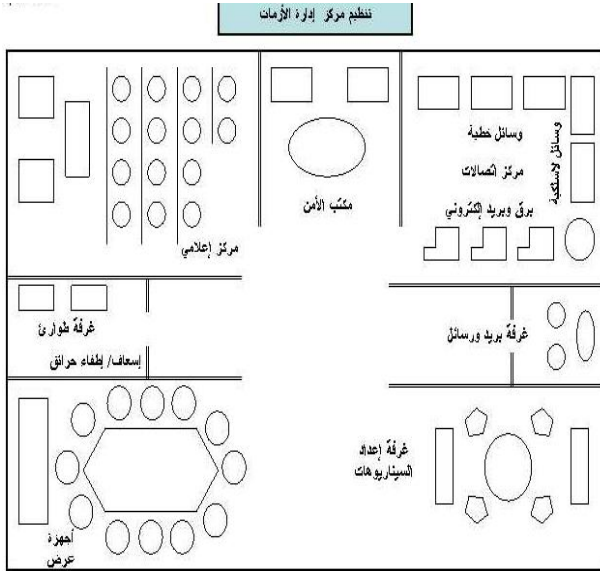 تنظيم مركز إدارة الأزمات
وسائل خطية
وسائل لاسلكية
مركز اتصالات
برق وبريد إلكتروني
مكتب الأمن
مركز إعلامي
غرفة طوارئ
إسعاف/ إطفاء حرائق
غرفة بريد ورسائل
غرفة إعداد
السيناريوهات
أجهزة
عرض